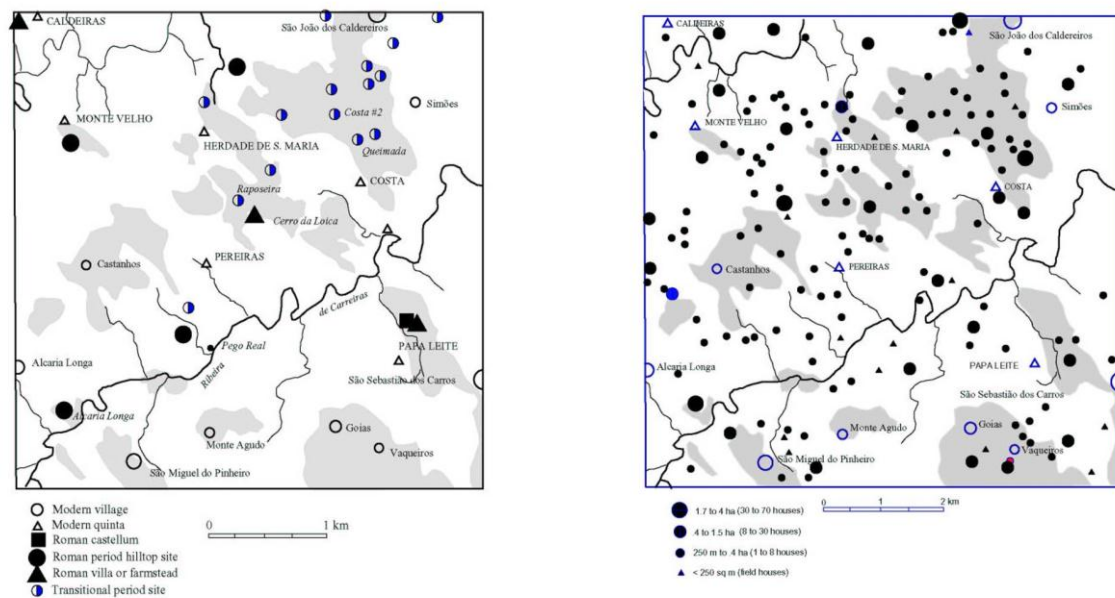 CALDEIRAS
São João dos Caldereiros
Simões
MONTE VELHO
Costa #2
HERDADE DE S. MARIA
Queimada
COSTA
Raposeira
Cerro da Loica
PEREIRAS
Castanhos
de Carreiras
Ribeira
Pego Real
PAPA LEITE
Alcaria Longa
São Sebastião dos Carros
Alcaria Longa
Goias
Monte Agudo
Vaqueiros
São Miguel do Pinheiro
Modern village
Modern quinta
Roman castellum
Roman period hilltop site
Roman villa or farmstead
Transitional period site
0 1 km
CALDEIRAS
São João dos Caldereiros
Simões
MONTE VELHO
HERDADE DE S. MARIA
COSTA
PEREIRAS
Castanhos
Alcaria Longa
PAPA LEITE
São Sebastião dos Carros
Goias
Monte Agudo
Vaqueiros
São Miguel do Pinheiro
0 1 2 km
1.7 to 4 ha (30 to 70 houses)
.4 to 1.5 ha (8 to 30 houses)
250 m to .4 ha (1 to 8 houses)
< 250 sq m (field houses)